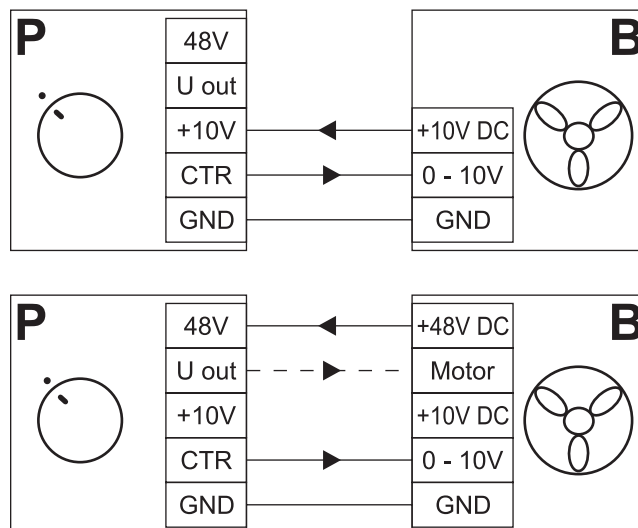 P
48V
U out
+10V
CTR
GND
B
+10V DC
0 - 10V
GND
P
48V
U out
+10V
CTR
GND
B
+48V DC
Motor
+10V DC
0 - 10V
GND